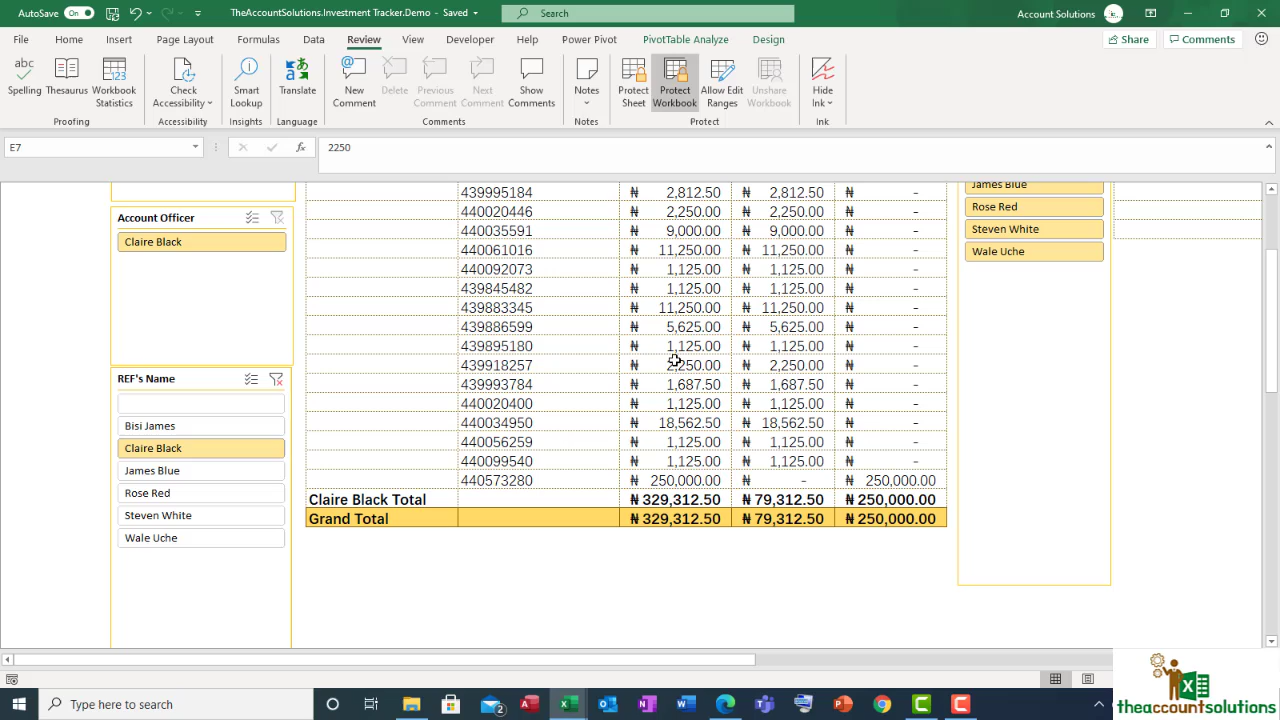 AutoSave On TheAccountSolutions.Investment Tracker.Demo - Saved Search Account Solutions
File Home Insert Page Layout Formulas Data Review View Developer Help Power Pivot PivotTable Analyze Design Share Comments
abc
123
Spelling Thesaurus Workbook Statistics Check Accessibility Smart Lookup Translate New Comment Delete Previous Comment Next Comment Show Comments Notes Protect Sheet Protect Workbook Allow Edit Ranges Unshare Workbook Hide Ink
Proofing Accessibility Insights Language Comments Notes Protect Ink
E7 fx 2250
Account Officer
Claire Black
REF's Name
Bisi James
Claire Black
James Blue
Rose Red
Steven White
Wale Uche
439995184 ₦ 2,812.50 ₦ 2,812.50 ₦ -
440020446 ₦ 2,250.00 ₦ 2,250.00 ₦ -
440035591 ₦ 9,000.00 ₦ 9,000.00 ₦ -
440061016 ₦ 11,250.00 ₦ 11,250.00 ₦ -
440092073 ₦ 1,125.00 ₦ 1,125.00 ₦ -
439845482 ₦ 1,125.00 ₦ 1,125.00 ₦ -
439883345 ₦ 11,250.00 ₦ 11,250.00 ₦ -
439886599 ₦ 5,625.00 ₦ 5,625.00 ₦ -
439895180 ₦ 1,125.00 ₦ 1,125.00 ₦ -
439918257 ₦ 2,250.00 ₦ 2,250.00 ₦ -
439993784 ₦ 1,687.50 ₦ 1,687.50 ₦ -
440020400 ₦ 1,125.00 ₦ 1,125.00 ₦ -
440034950 ₦ 18,562.50 ₦ 18,562.50 ₦ -
440056259 ₦ 1,125.00 ₦ 1,125.00 ₦ -
440099540 ₦ 1,125.00 ₦ 1,125.00 ₦ -
440573280 ₦ 250,000.00 ₦ - ₦ 250,000.00
Claire Black Total ₦ 329,312.50 ₦ 79,312.50 ₦ 250,000.00
Grand Total ₦ 329,312.50 ₦ 79,312.50 ₦ 250,000.00
James Blue
Rose Red
Steven White
Wale Uche
Type here to search
2
theaccountsolutions